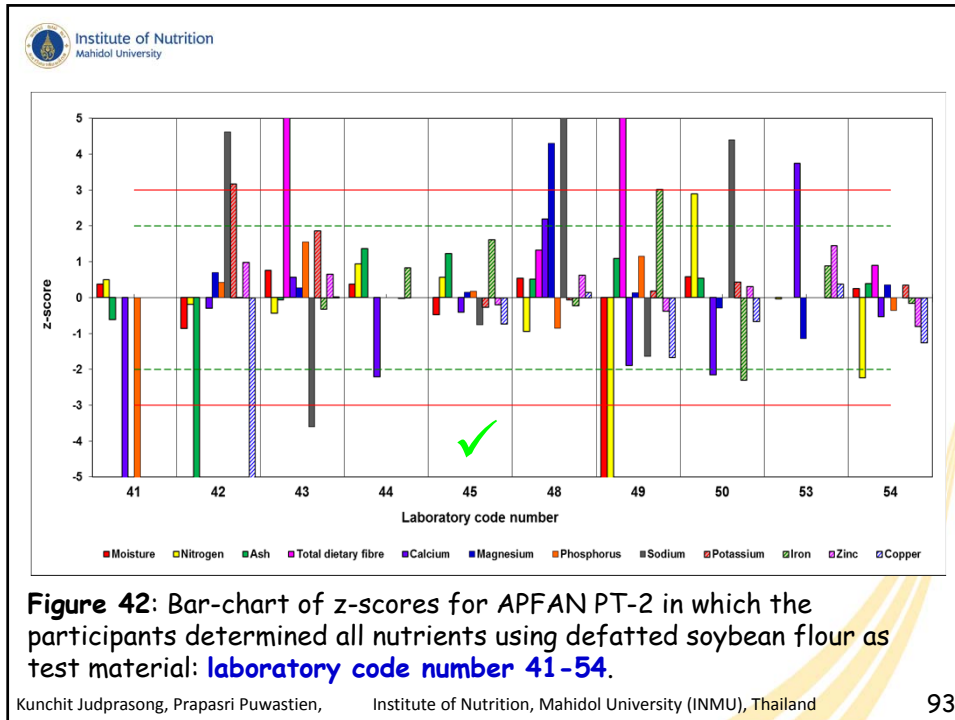 Institute of Nutrition
Mahidol University
5
4
3
2
1
0
-1
-2
-3
-4
-5
z-score
41 42 43 44 45 48 49 50 53 54
Laboratory code number
Moisture Nitrogen Ash Total dietary fibre Calcium Magnesium Phosphorus Sodium Potassium Iron Zinc Copper
Figure 42: Bar-chart of z-scores for APFAN PT-2 in which the
participants determined all nutrients using defatted soybean flour as
test material: laboratory code number 41-54.
Kunchit Judprasong, Prapasri Puwastien, Institute of Nutrition, Mahidol University (INMU), Thailand 93